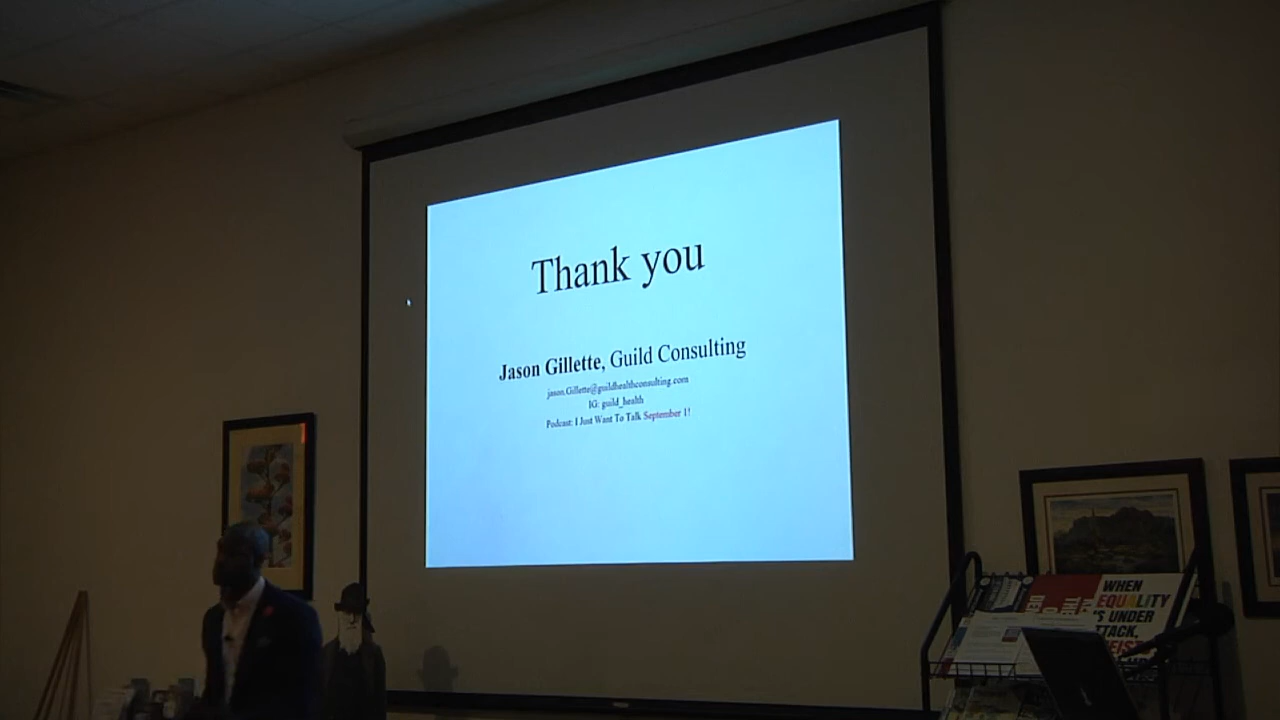 Thank you
Jason Gillette, Guild Consulting
jason.Gillette@guildhealthconsulting.com
IG: guild_health
Podcast: I Just Want To Talk September 1!
WHEN
EQUALITY
'S UNDER
TTACK,